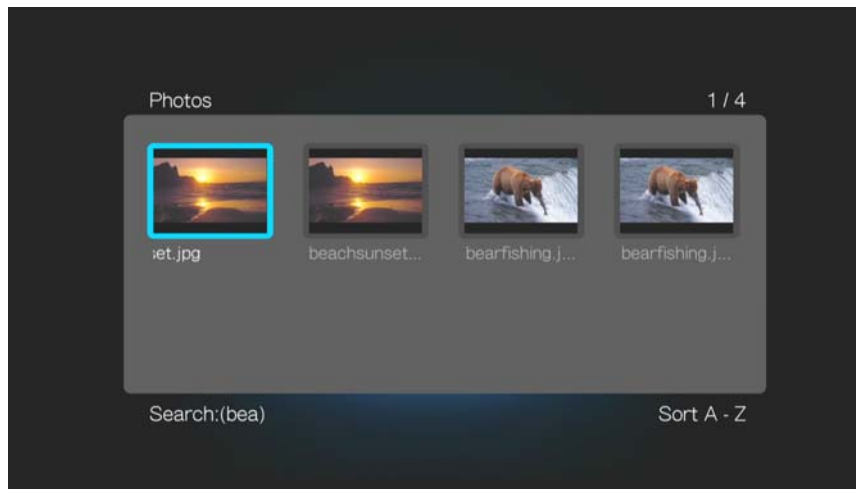 Photos
1 / 4
set.jpg
beachsunset...
bearfishing.j...
bearfishing.j...
Search:(bea)
Sort A - Z